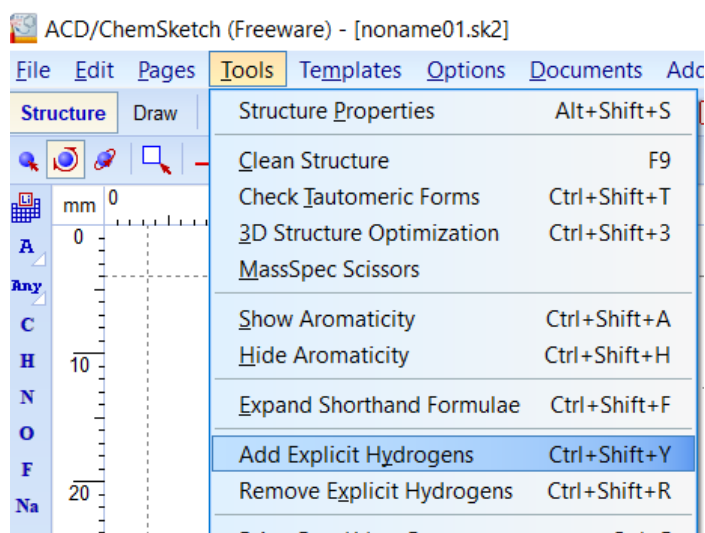 ACD/ChemSketch (Freeware) - [noname01.sk2]
File Edit Pages Tools Templates Options Documents
Structure Draw
Structure Properties Alt+Shift+S
Clean Structure F9
mm 0
Check Tautomeric Forms Ctrl+Shift+T
0
3D Structure Optimization Ctrl+Shift+3
A
MassSpec Scissors
Any
C
Show Aromaticity Ctrl+Shift+A
H
10
Hide Aromaticity Ctrl+Shift+H
N
Expand Shorthand Formulae Ctrl+Shift+F
O
Add Explicit Hydrogens Ctrl+Shift+Y
F
20
Remove Explicit Hydrogens Ctrl+Shift+R
Na